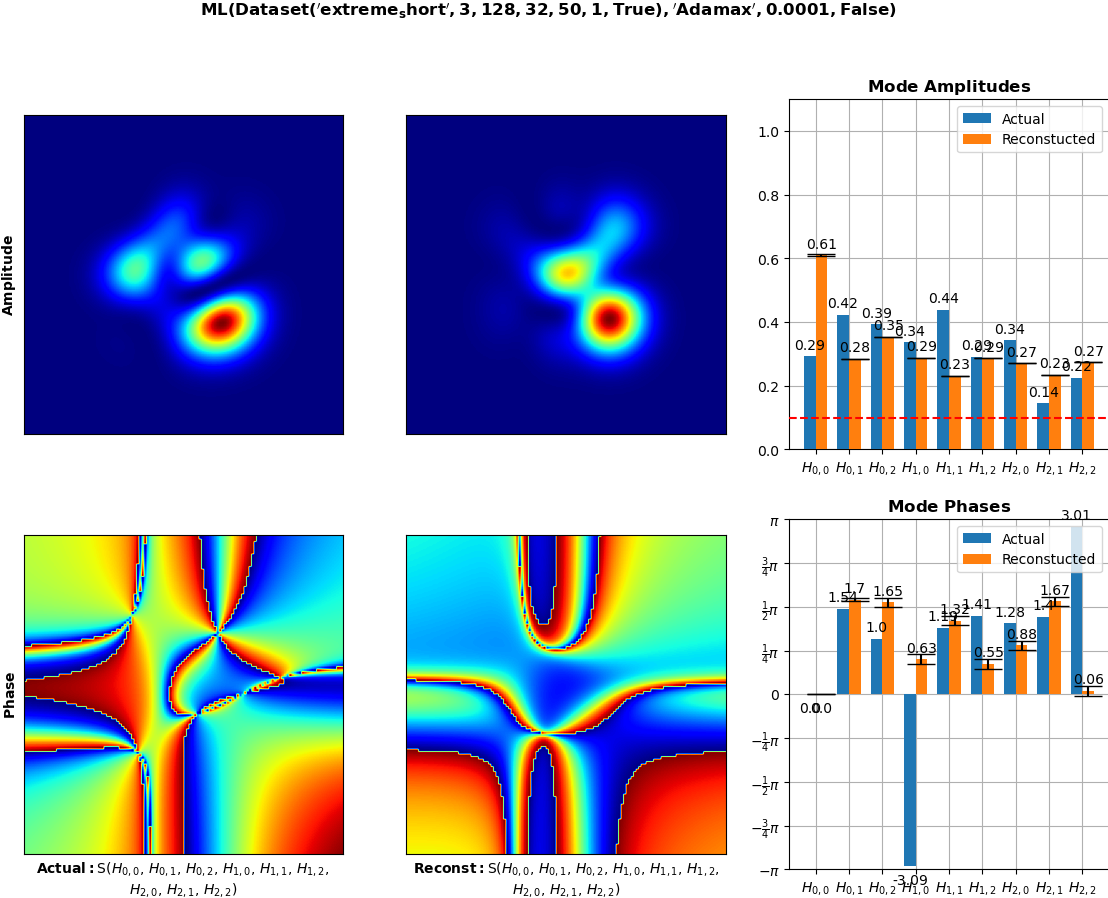 ML(Dataset('extreme_short', 3, 128, 32, 50, 1, True), 'Adamax', 0.0001, False)
Amplitude
Mode Amplitudes
Actual
Reconstucted
1.0
0.8
0.6
0.4
0.2
0.0
0.29 0.61 0.42 0.28 0.39 0.35 0.34 0.29 0.44 0.23 0.29 0.29 0.34 0.27 0.14 0.23 0.22 0.27
H0,0 H0,1 H0,2 H1,0 H1,1 H1,2 H2,0 H2,1 H2,2
Phase
Actual: S(H0,0, H0,1, H0,2, H1,0, H1,1, H1,2,
H2,0, H2,1, H2,2)
Reconst: S(H0,0, H0,1, H0,2, H1,0, H1,1, H1,2,
H2,0, H2,1, H2,2)
Mode Phases
Actual
Reconstucted
π
3/4π
1/2π
1/4π
0
−1/4π
−1/2π
−3/4π
−π
0.0 0.0 1.54 1.7 1.0 1.65 -3.09 0.63 1.19 1.32 1.41 0.55 1.28 0.88 1.4 1.67 3.01 0.06
H0,0 H0,1 H0,2 H1,0 H1,1 H1,2 H2,0 H2,1 H2,2